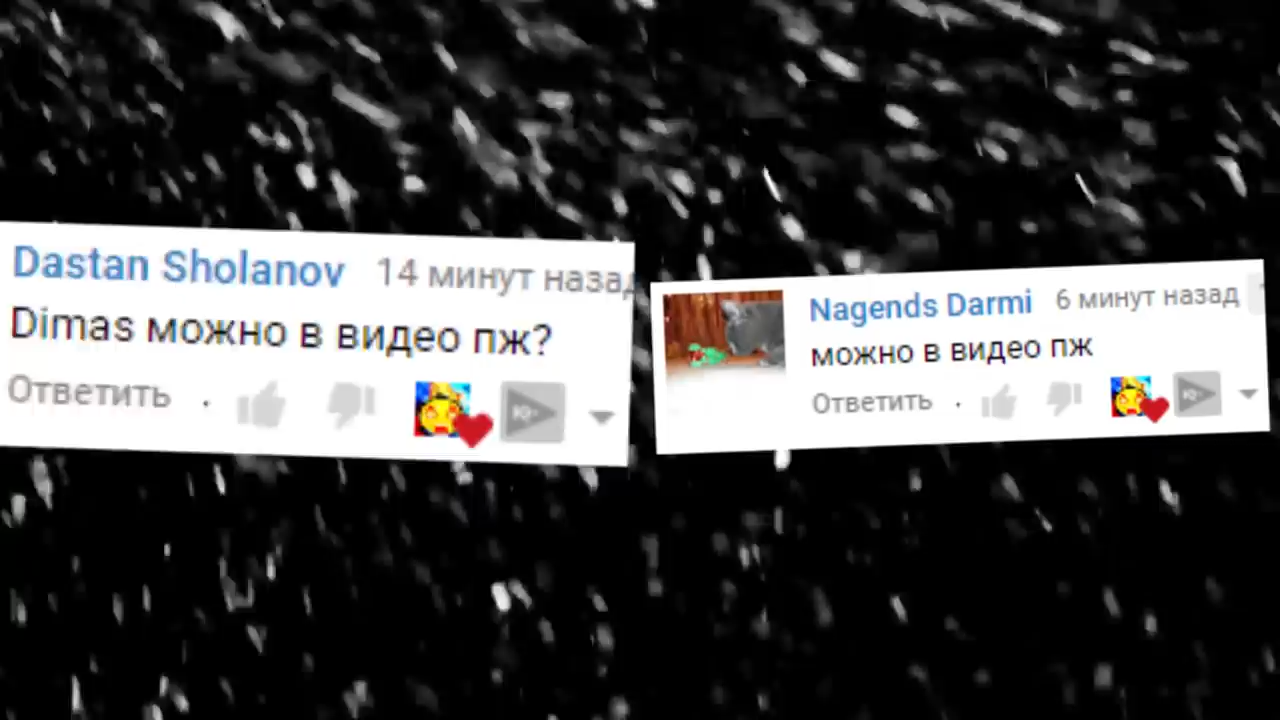 Dastan Sholanov 14 минут назад
Dimas можно в видео пж?
Ответить
Nagends Darmi 6 минут назад
можно в видео пж
Ответить